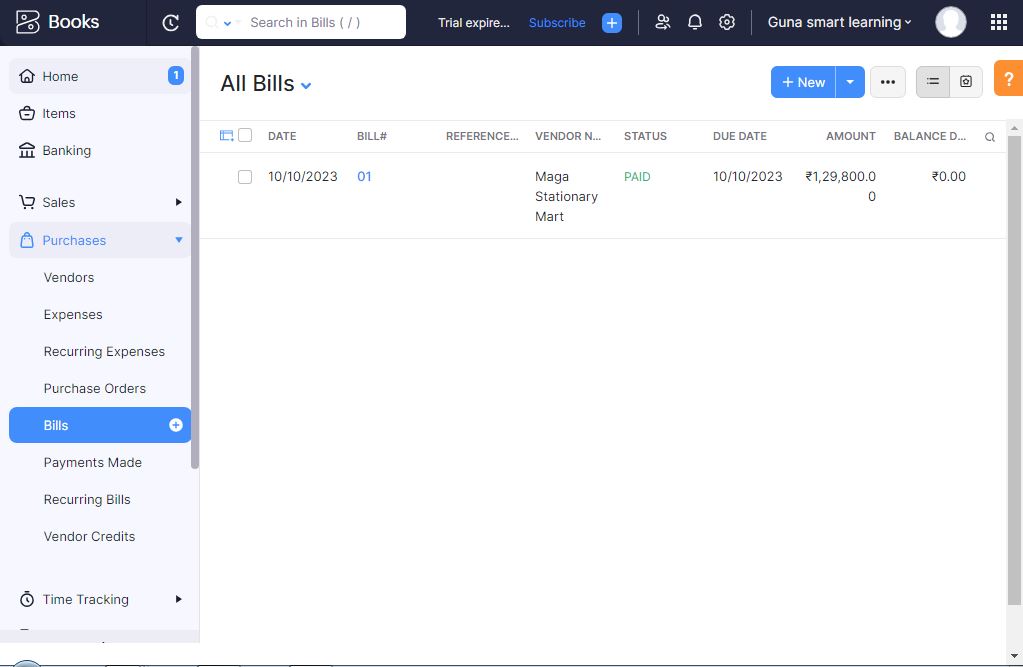 Books
Search in Bills ( / )
Trial expire... Subscribe
Guna smart learning
Home 1
Items
Banking
Sales
Purchases
Vendors
Expenses
Recurring Expenses
Purchase Orders
Bills
Payments Made
Recurring Bills
Vendor Credits
Time Tracking
All Bills
+ New
?
DATE BILL# REFERENCE... VENDOR N... STATUS DUE DATE AMOUNT BALANCE D...
10/10/2023 01 Maga PAID 10/10/2023 ₹1,29,800.0 ₹0.00
Stationary 0
Mart